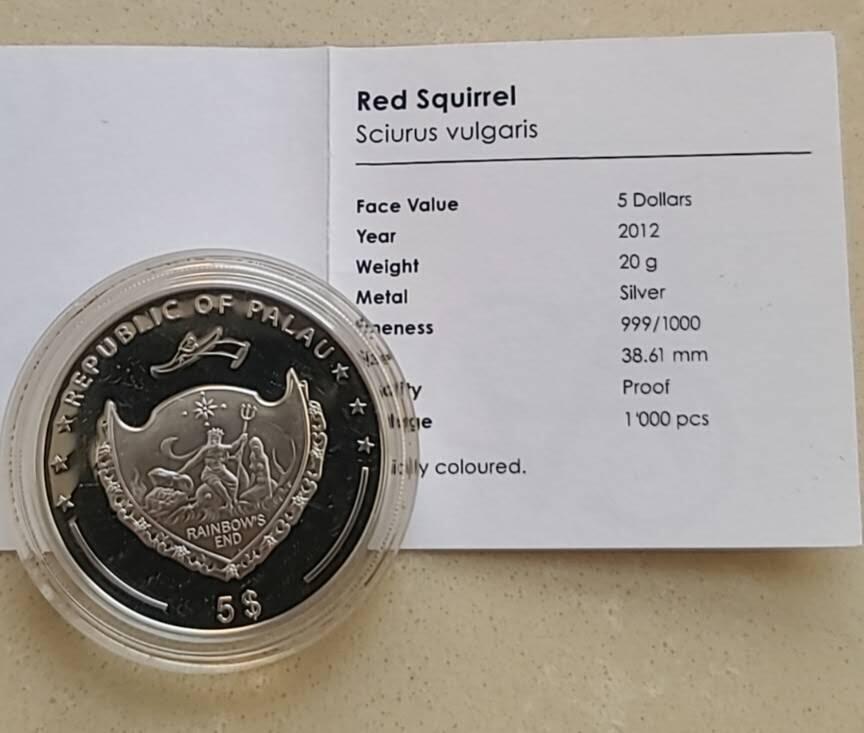 Red Squirrel
Sciurus vulgaris
Face Value 5 Dollars
Year 2012
Weight 20 g
Metal Silver
999/1000
38.61 mm
Proof
1'000 pcs
coloured.
REPUBLIC OF PALAU
RAINBOW'S
END
5 $